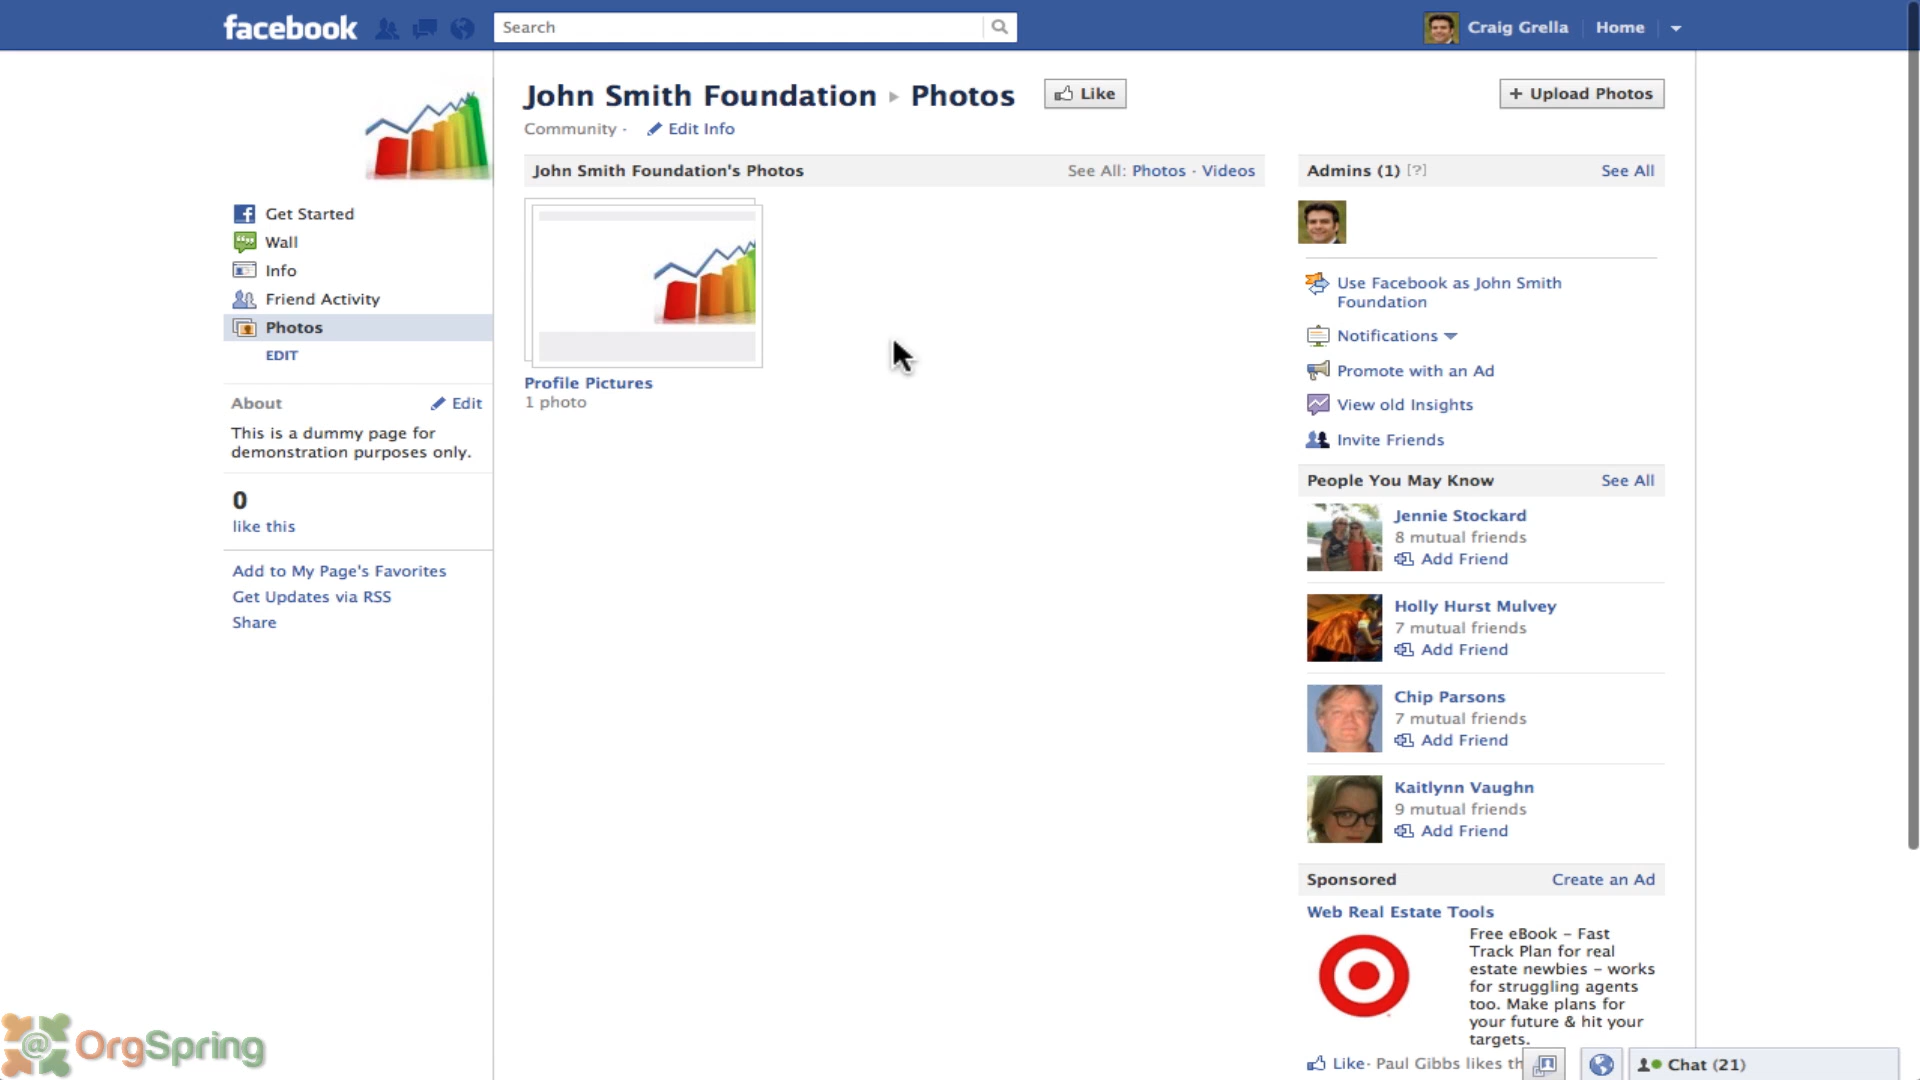 facebook
Search
Craig Grella
Home
John Smith Foundation ▸ Photos
Like
+ Upload Photos
Community ·
Edit Info
John Smith Foundation's Photos
See All: Photos · Videos
Profile Pictures
1 photo
Get Started
Wall
Info
Friend Activity
Photos
EDIT
About
Edit
This is a dummy page for
demonstration purposes only.
0
like this
Add to My Page's Favorites
Get Updates via RSS
Share
Admins (1) [?]
See All
Use Facebook as John Smith
Foundation
Notifications
Promote with an Ad
View old Insights
Invite Friends
People You May Know
See All
Jennie Stockard
8 mutual friends
Add Friend
Holly Hurst Mulvey
7 mutual friends
Add Friend
Chip Parsons
7 mutual friends
Add Friend
Kaitlynn Vaughn
9 mutual friends
Add Friend
Sponsored
Create an Ad
Web Real Estate Tools
Free eBook – Fast
Track Plan for real
estate newbies – works
for struggling agents
too. Make plans for
your future & hit your
targets.
Like · Paul Gibbs likes th
Chat (21)
@ OrgSpring